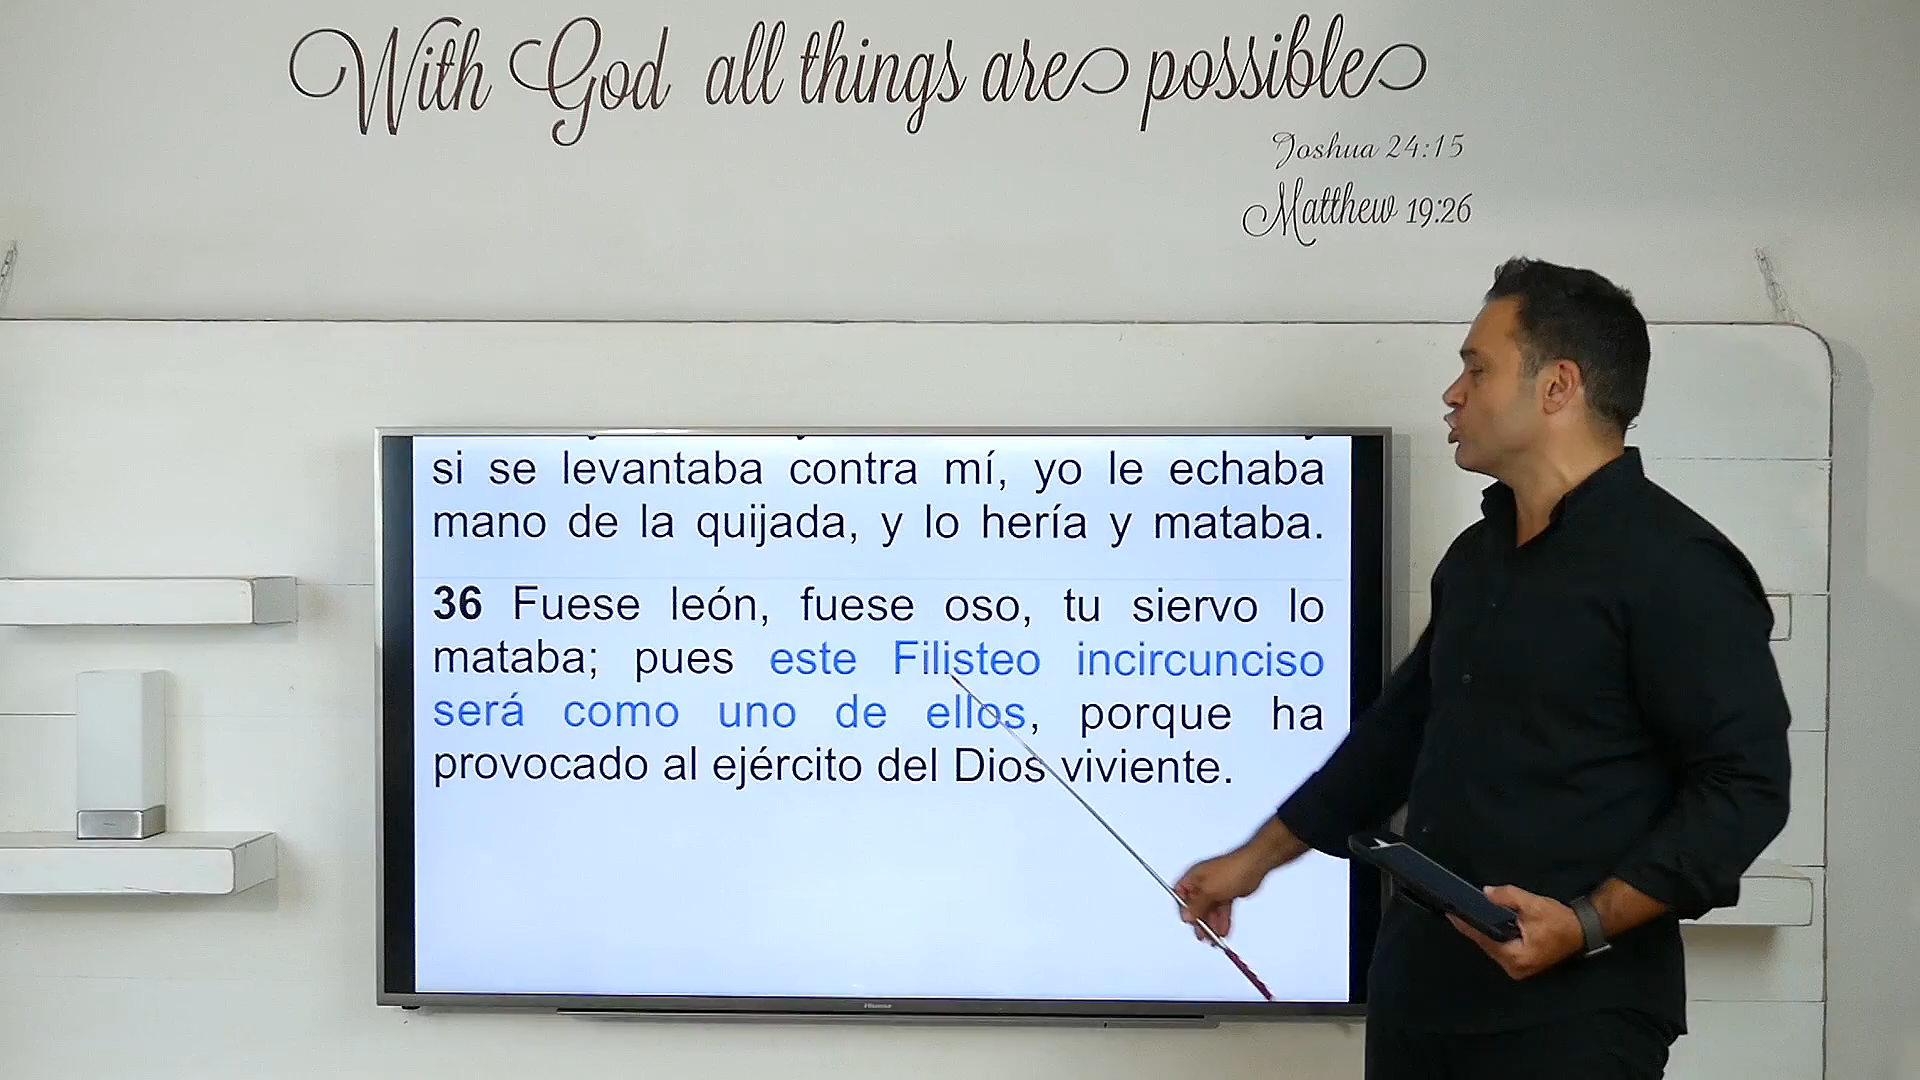 With God all things are possible
Joshua 24:15
Matthew 19:26
si se levantaba contra mí, yo le echaba
mano de la quijada, y lo hería y mataba.
36 Fuese león, fuese oso, tu siervo lo
mataba; pues este Filisteo incircunciso
será como uno de ellos, porque ha
provocado al ejército del Dios viviente.
Hisense